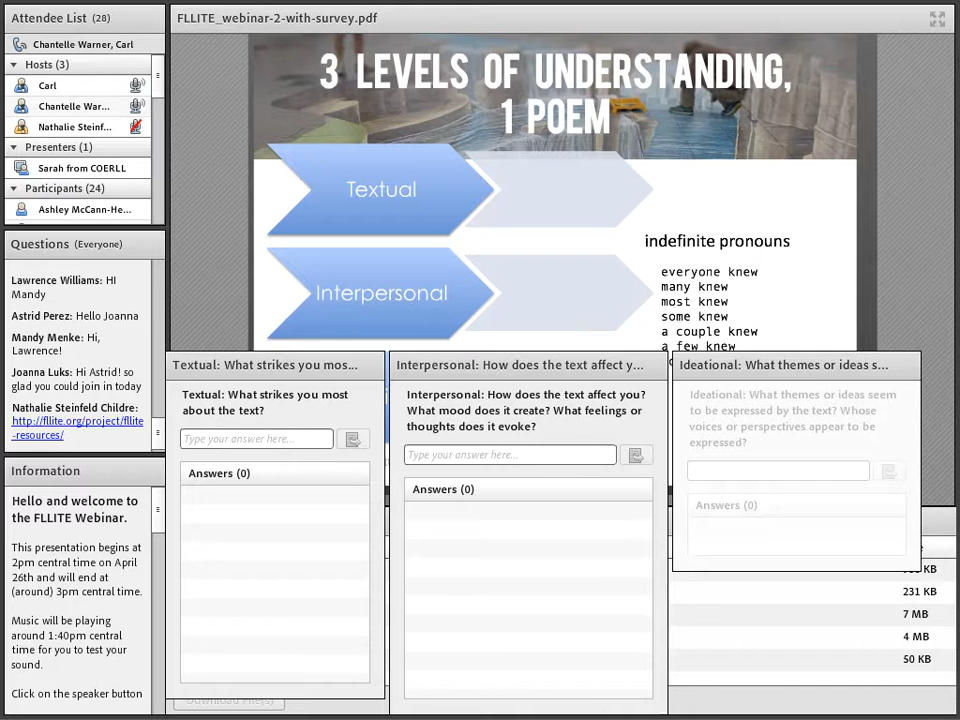 Attendee List (28)
Chantelle Warner, Carl
Hosts (3)
Carl
Chantelle War...
Nathalie Steinf...
Presenters (1)
Sarah from COERLL
Participants (24)
Ashley McCann-He...
Questions (Everyone)
Lawrence Williams: HI
Mandy
Astrid Perez: Hello Joanna
Mandy Menke: Hi,
Lawrence!
Joanna Luks: Hi Astrid! so
glad you could join in today
Nathalie Steinfeld Childre:
http://fllite.org/project/fllite
-resources/
Information
Hello and welcome to
the FLLITE Webinar.
This presentation begins at
2pm central time on April
26th and will end at
(around) 3pm central time.
Music will be playing
around 1:40pm central
time for you to test your
sound.
Click on the speaker button
FLLITE_webinar-2-with-survey.pdf
3 LEVELS OF UNDERSTANDING,
1 POEM
Textual
Interpersonal
indefinite pronouns
everyone knew
many knew
most knew
some knew
a couple knew
a few knew
Textual: What strikes you mos...
Textual: What strikes you most
about the text?
Type your answer here...
Answers (0)
Interpersonal: How does the text affect y...
Interpersonal: How does the text affect you?
What mood does it create? What feelings or
thoughts does it evoke?
Type your answer here...
Answers (0)
Ideational: What themes or ideas s...
Ideational: What themes or ideas seem
to be expressed by the text? Whose
voices or perspectives appear to be
expressed?
Answers (0)
KB
231 KB
7 MB
4 MB
50 KB
Download File(s)